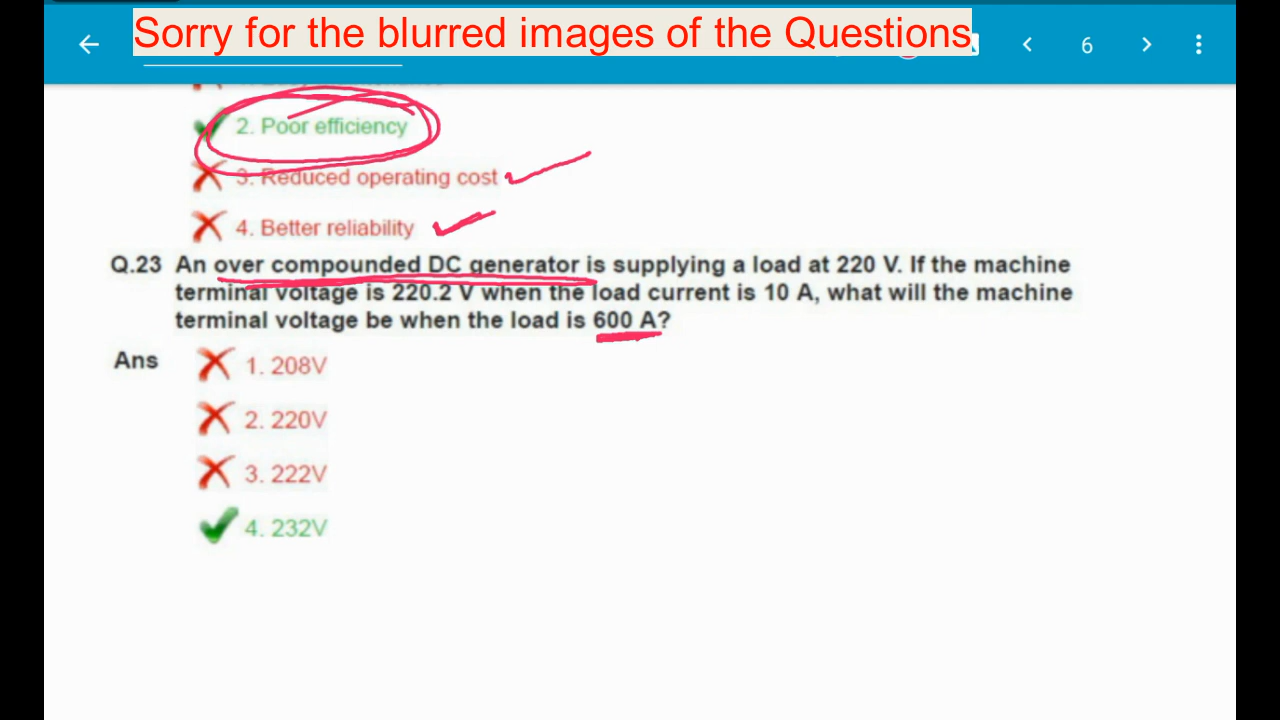 Sorry for the blurred images of the Questions
6
2. Poor efficiency
3. Reduced operating cost
4. Better reliability
Q.23 An over compounded DC generator is supplying a load at 220 V. If the machine
terminal voltage is 220.2 V when the load current is 10 A, what will the machine
terminal voltage be when the load is 600 A?
Ans
1. 208V
2. 220V
3. 222V
4. 232V